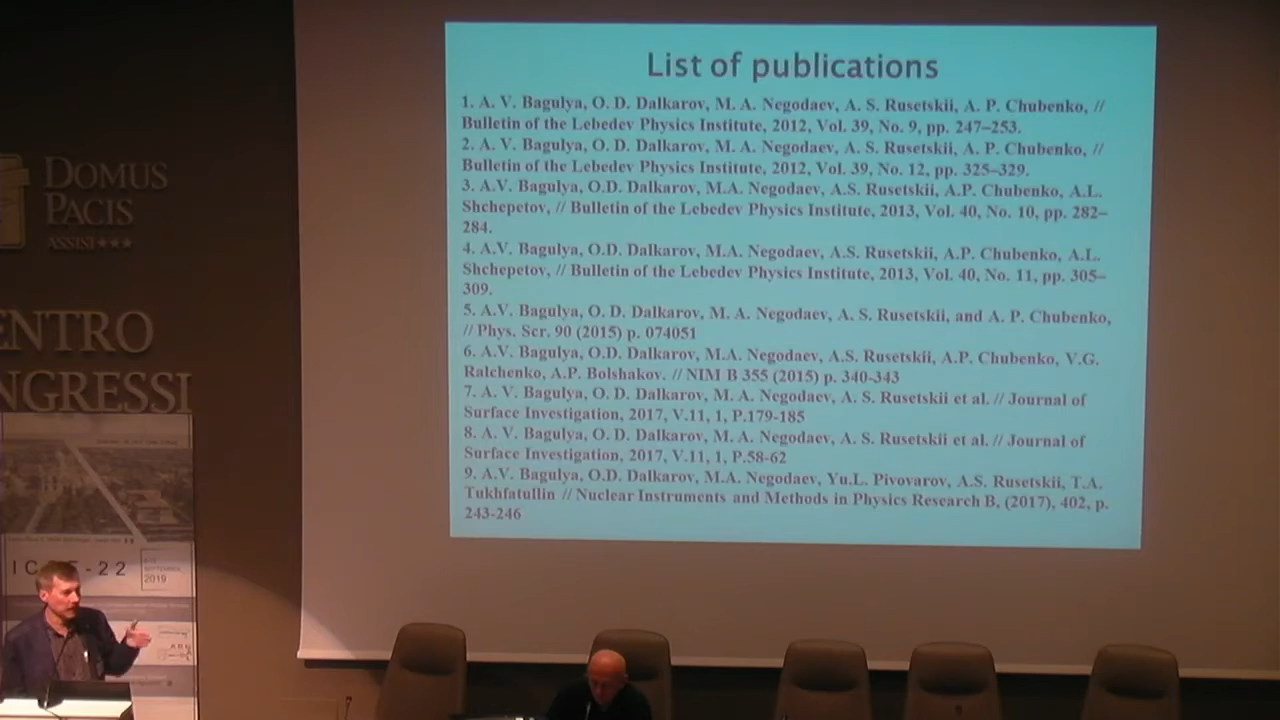 List of publications
1. A. V. Bagulya, O. D. Dalkarov, M. A. Negodaev, A. S. Rusetskii, A. P. Chubenko, //
Bulletin of the Lebedev Physics Institute, 2012, Vol. 39, No. 9, pp. 247–253.
2. A. V. Bagulya, O. D. Dalkarov, M. A. Negodaev, A. S. Rusetskii, A. P. Chubenko, //
Bulletin of the Lebedev Physics Institute, 2012, Vol. 39, No. 12, pp. 325–329.
3. A.V. Bagulya, O.D. Dalkarov, M.A. Negodaev, A.S. Rusetskii, A.P. Chubenko, A.L.
Shchepetov, // Bulletin of the Lebedev Physics Institute, 2013, Vol. 40, No. 10, pp. 282–
284.
4. A.V. Bagulya, O.D. Dalkarov, M.A. Negodaev, A.S. Rusetskii, A.P. Chubenko, A.L.
Shchepetov, // Bulletin of the Lebedev Physics Institute, 2013, Vol. 40, No. 11, pp. 305–
309.
5. A.V. Bagulya, O. D. Dalkarov, M. A. Negodaev, A. S. Rusetskii, and A. P. Chubenko,
// Phys. Scr. 90 (2015) p. 074051
6. A.V. Bagulya, O.D. Dalkarov, M.A. Negodaev, A.S. Rusetskii, A.P. Chubenko, V.G.
Ralchenko, A.P. Bolshakov. // NIM B 355 (2015) p. 340-343
7. A. V. Bagulya, O. D. Dalkarov, M. A. Negodaev, A. S. Rusetskii et al. // Journal of
Surface Investigation, 2017, V.11, 1, P.179-185
8. A. V. Bagulya, O. D. Dalkarov, M. A. Negodaev, A. S. Rusetskii et al. // Journal of
Surface Investigation, 2017, V.11, 1, P.58-62
9. A.V. Bagulya, O.D. Dalkarov, M.A. Negodaev, Yu.L. Pivovarov, A.S. Rusetskii, T.A.
Tukhfatullin // Nuclear Instruments and Methods in Physics Research B, (2017), 402, p.
243-246
DOMUS
PACIS
ASSISI★★★
ENTRO
NGRESSI
IC
F-22
SEPTEMBER,
2019